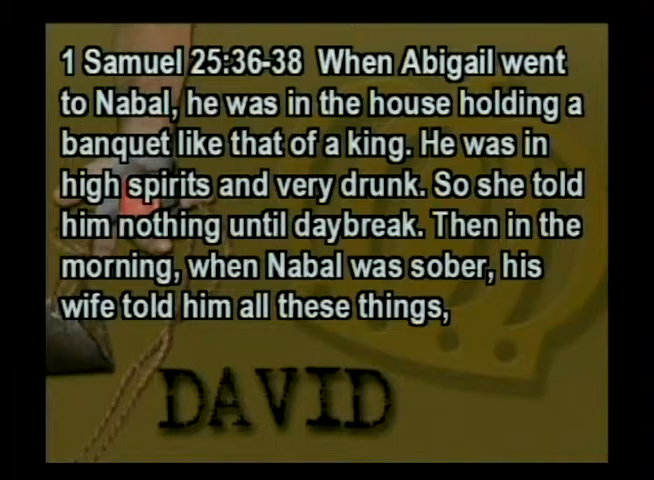 1 Samuel 25:36-38 When Abigail went
to Nabal, he was in the house holding a
banquet like that of a king. He was in
high spirits and very drunk. So she told
him nothing until daybreak. Then in the
morning, when Nabal was sober, his
wife told him all these things,
DAVID